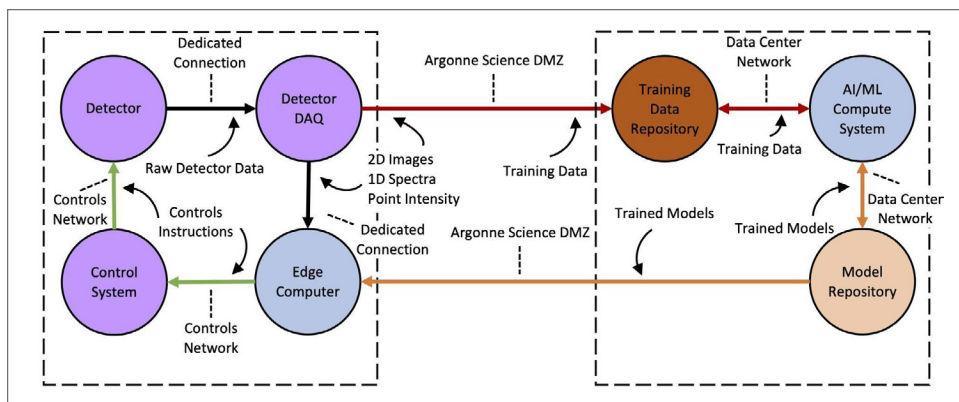 Dedicated
Connection
Detector
Detector
DAQ
Raw Detector Data
2D Images
1D Spectra
Point Intensity
Argonne Science DMZ
Training Data
Training
Data
Repository
Data Center
Network
Training Data
AI/ML
Compute
System
Controls
Network
Controls
Instructions
Dedicated
Connection
Argonne Science DMZ
Trained Models
Trained Models
Data Center
Network
Control
System
Controls
Network
Edge
Computer
Model
Repository